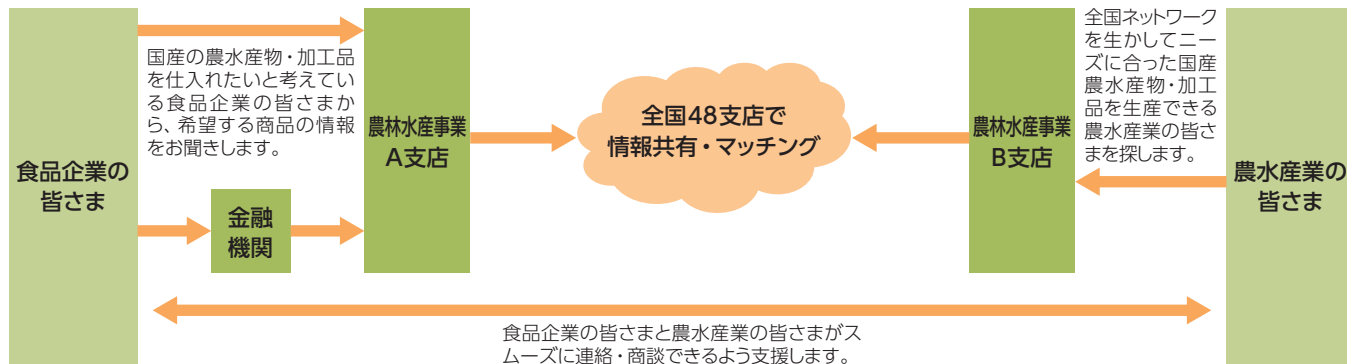 食品企業の
皆さま
国産の農水産物・加工品
を仕入れたいと考えてい
る食品企業の皆さまか
ら、希望する商品の情報
をお聞きします。
金融
機関
農林水産事業
A支店
全国48支店で
情報共有・マッチング
農林水産事業
B支店
全国ネットワーク
を生かしてニー
ズに合った国産
農水産物・加工
品を生産できる
農水産業の皆さ
まを探します。
農水産業の
皆さま
食品企業の皆さまと農水産業の皆さまがス
ムーズに連絡・商談できるよう支援します。